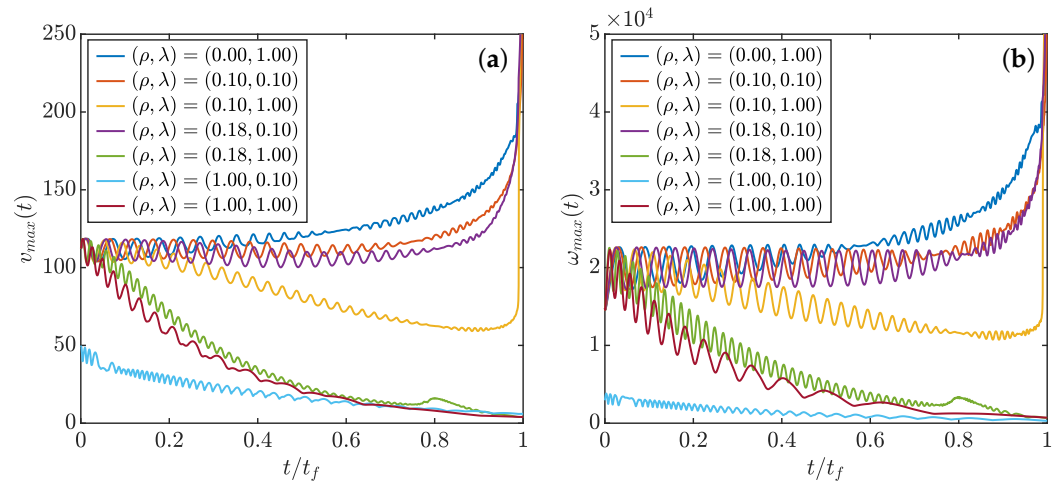 (a)
250
200
150
100
50
0
v_max(t)
(ρ, λ) = (0.00, 1.00)
(ρ, λ) = (0.10, 0.10)
(ρ, λ) = (0.10, 1.00)
(ρ, λ) = (0.18, 0.10)
(ρ, λ) = (0.18, 1.00)
(ρ, λ) = (1.00, 0.10)
(ρ, λ) = (1.00, 1.00)
0 0.2 0.4 0.6 0.8 1
t/t_f
(b)
×10⁴
5
4
3
2
1
0
ω_max(t)
(ρ, λ) = (0.00, 1.00)
(ρ, λ) = (0.10, 0.10)
(ρ, λ) = (0.10, 1.00)
(ρ, λ) = (0.18, 0.10)
(ρ, λ) = (0.18, 1.00)
(ρ, λ) = (1.00, 0.10)
(ρ, λ) = (1.00, 1.00)
0 0.2 0.4 0.6 0.8 1
t/t_f